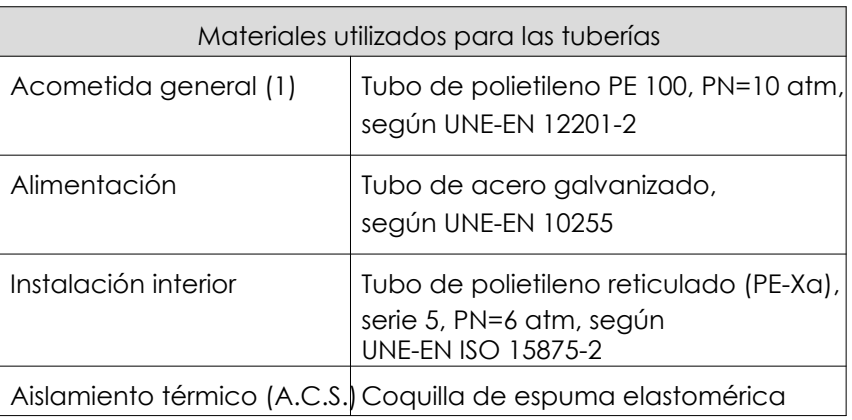 Materiales utilizados para las tuberías
Acometida general (1)
Tubo de polietileno PE 100, PN=10 atm,
según UNE-EN 12201-2
Alimentación
Tubo de acero galvanizado,
según UNE-EN 10255
Instalación interior
Tubo de polietileno reticulado (PE-Xa),
serie 5, PN=6 atm, según
UNE-EN ISO 15875-2
Aislamiento térmico (A.C.S.)
Coquilla de espuma elastomérica